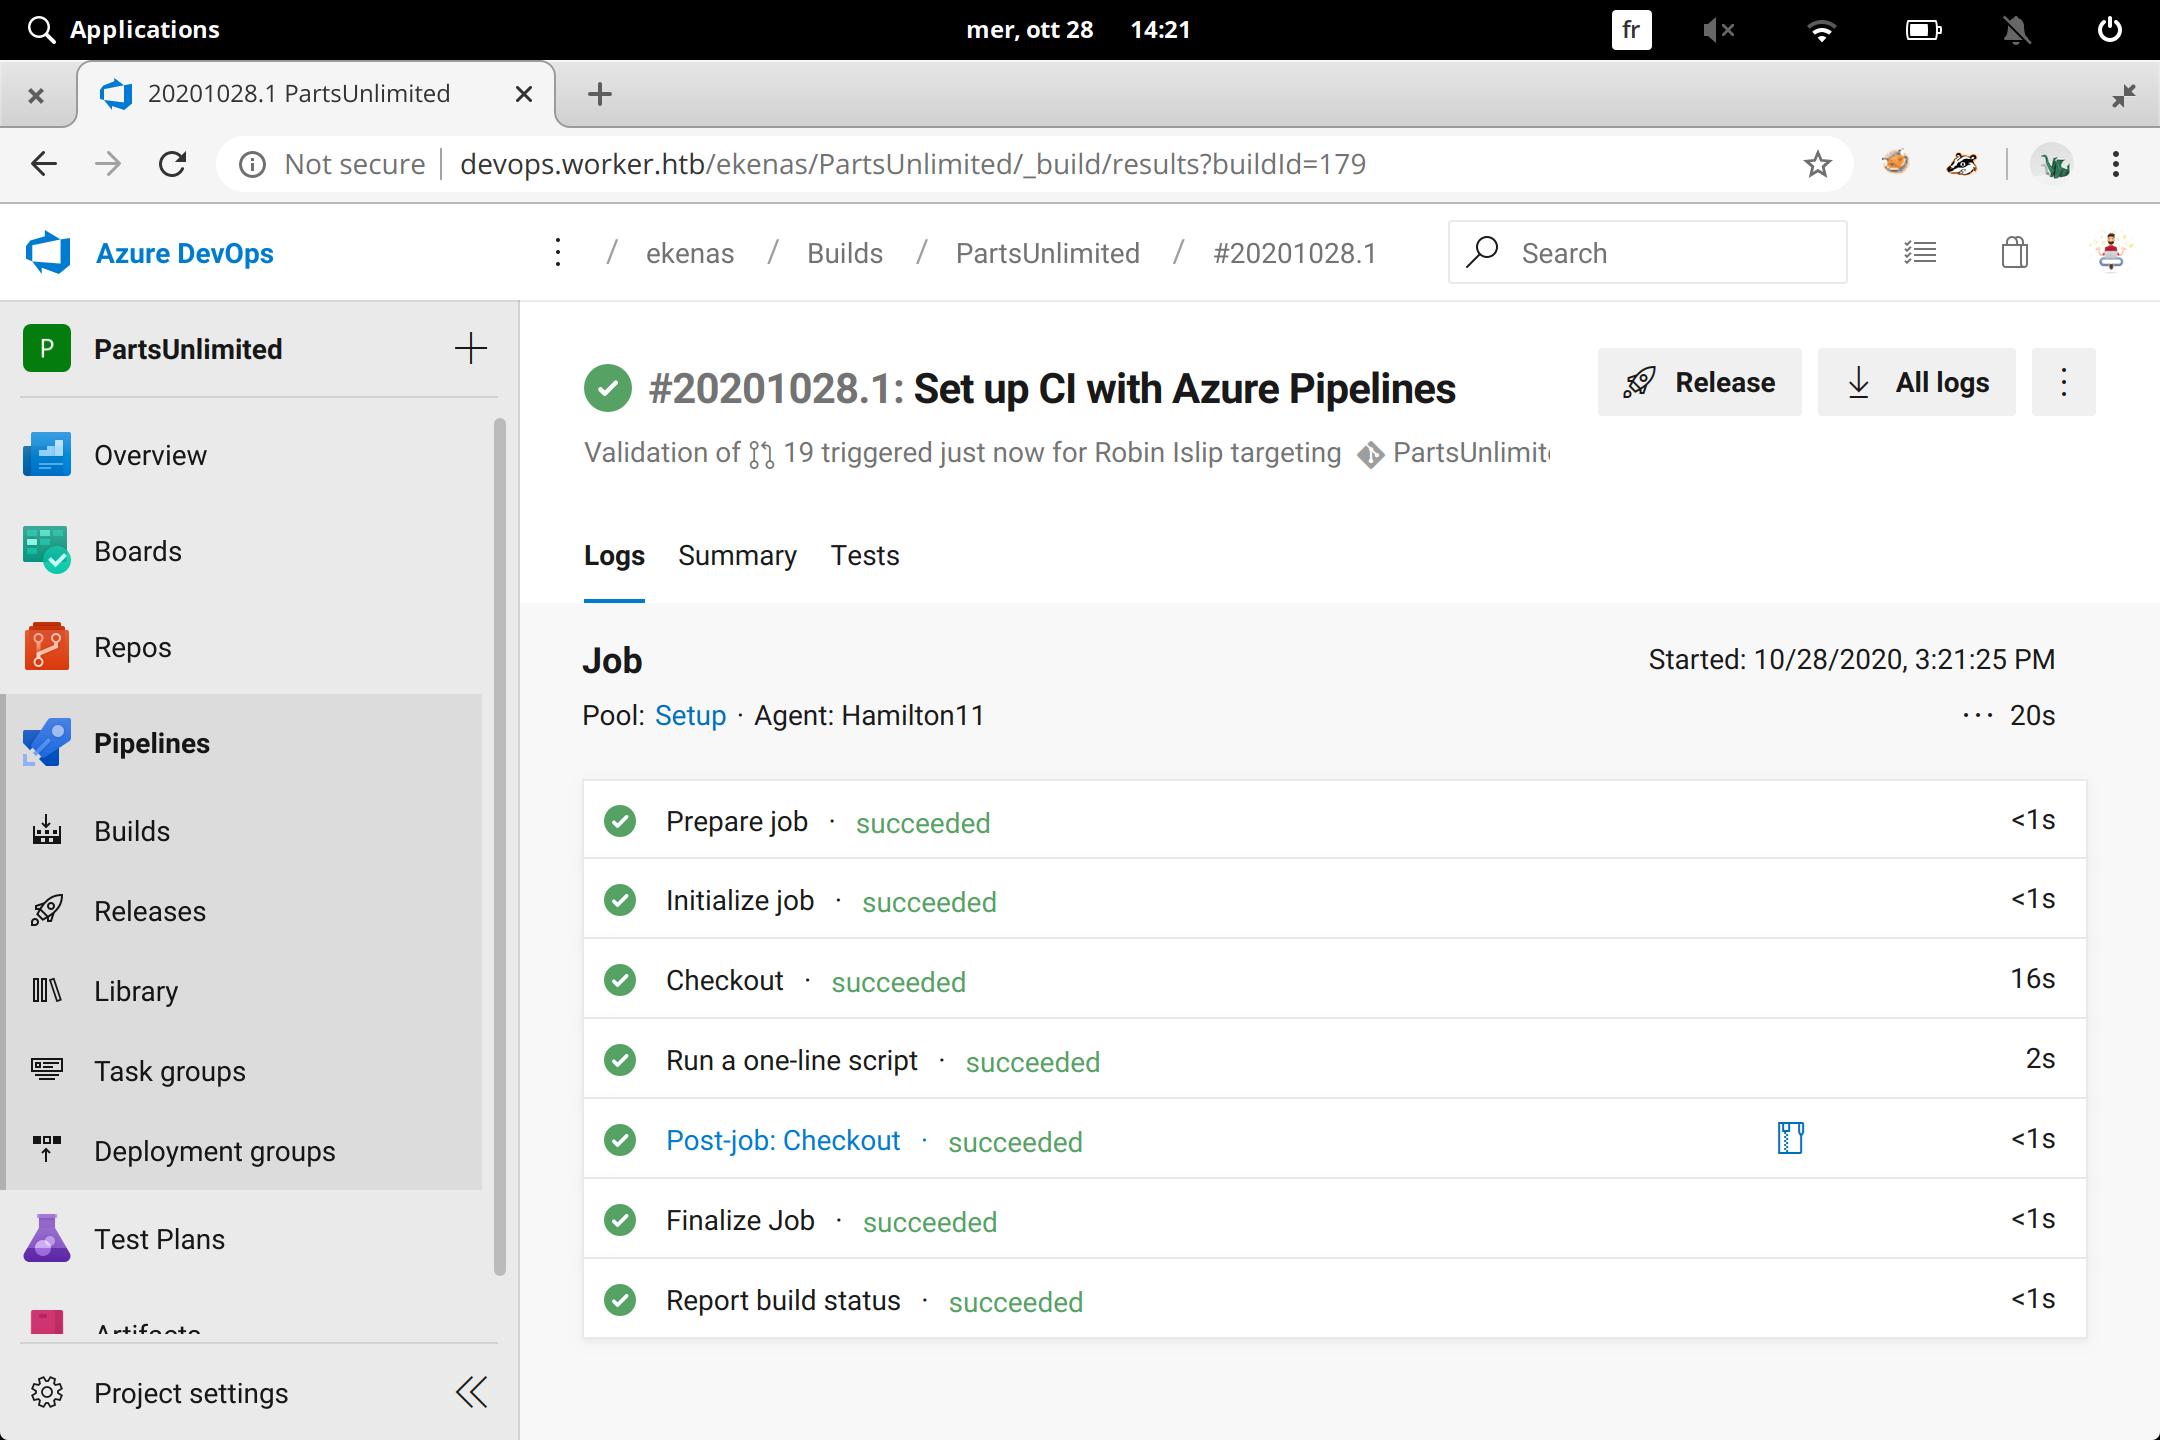 Applications
mer, ott 28 14:21
fr
20201028.1 PartsUnlimited
Not secure
devops.worker.htb/ekenas/PartsUnlimited/_build/results?buildId=179
Azure DevOps
/ ekenas / Builds / PartsUnlimited / #20201028.1
Search
P PartsUnlimited
Overview
Boards
Repos
Pipelines
Builds
Releases
Library
Task groups
Deployment groups
Test Plans
Artifacts
Project settings
#20201028.1: Set up CI with Azure Pipelines
Release
All logs
Validation of 19 triggered just now for Robin Islip targeting PartsUnlimit
Logs Summary Tests
Job
Started: 10/28/2020, 3:21:25 PM
Pool: Setup · Agent: Hamilton11
··· 20s
Prepare job · succeeded <1s
Initialize job · succeeded <1s
Checkout · succeeded 16s
Run a one-line script · succeeded 2s
Post-job: Checkout · succeeded <1s
Finalize Job · succeeded <1s
Report build status · succeeded <1s